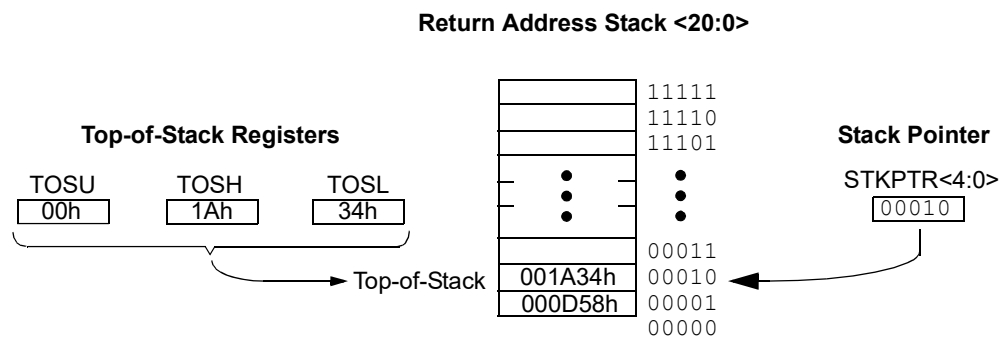 Return Address Stack <20:0>
11111
11110
11101
Top-of-Stack Registers
Stack Pointer
TOSU TOSH TOSL
STKPTR<4:0>
00h 1Ah 34h
00010
00011
Top-of-Stack 001A34h 00010
000D58h 00001
00000